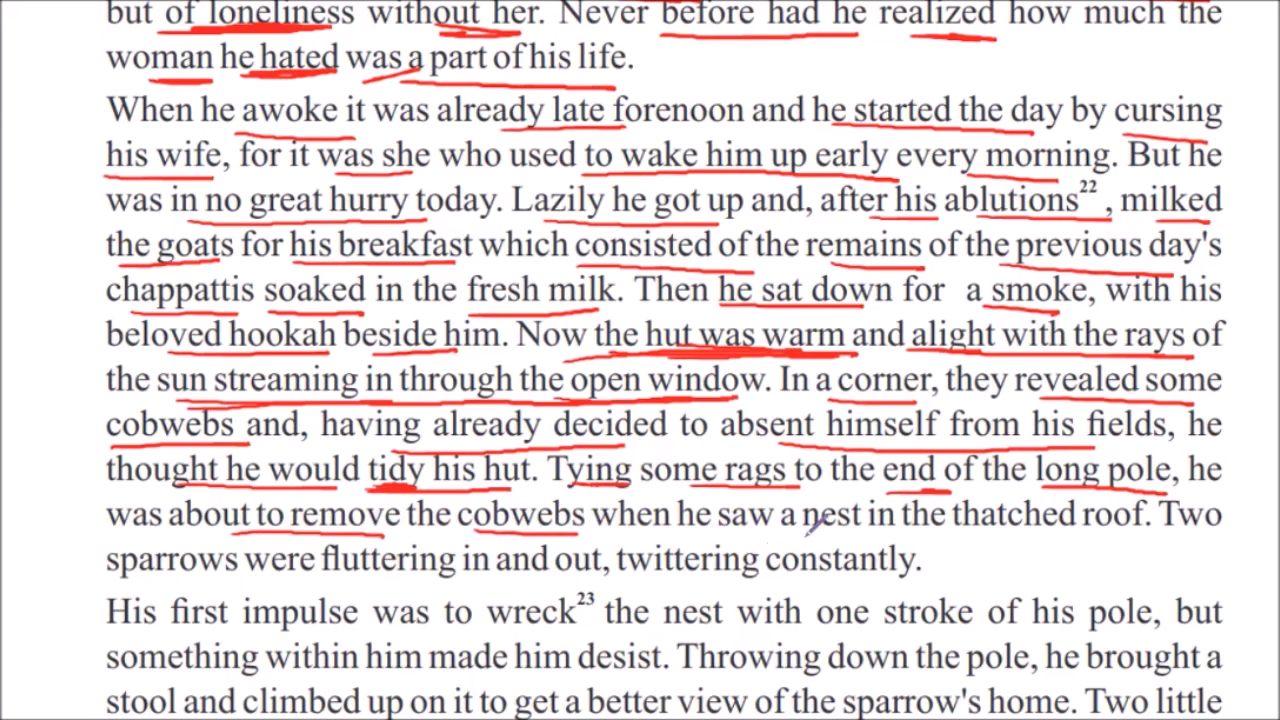 but of loneliness without her. Never before had he realized how much the
woman he hated was a part of his life.
When he awoke it was already late forenoon and he started the day by cursing
his wife, for it was she who used to wake him up early every morning. But he
was in no great hurry today. Lazily he got up and, after his ablutions22, milked
the goats for his breakfast which consisted of the remains of the previous day's
chappattis soaked in the fresh milk. Then he sat down for a smoke, with his
beloved hookah beside him. Now the hut was warm and alight with the rays of
the sun streaming in through the open window. In a corner, they revealed some
cobwebs and, having already decided to absent himself from his fields, he
thought he would tidy his hut. Tying some rags to the end of the long pole, he
was about to remove the cobwebs when he saw a nest in the thatched roof. Two
sparrows were fluttering in and out, twittering constantly.
His first impulse was to wreck23 the nest with one stroke of his pole, but
something within him made him desist. Throwing down the pole, he brought a
stool and climbed up on it to get a better view of the sparrow's home. Two little